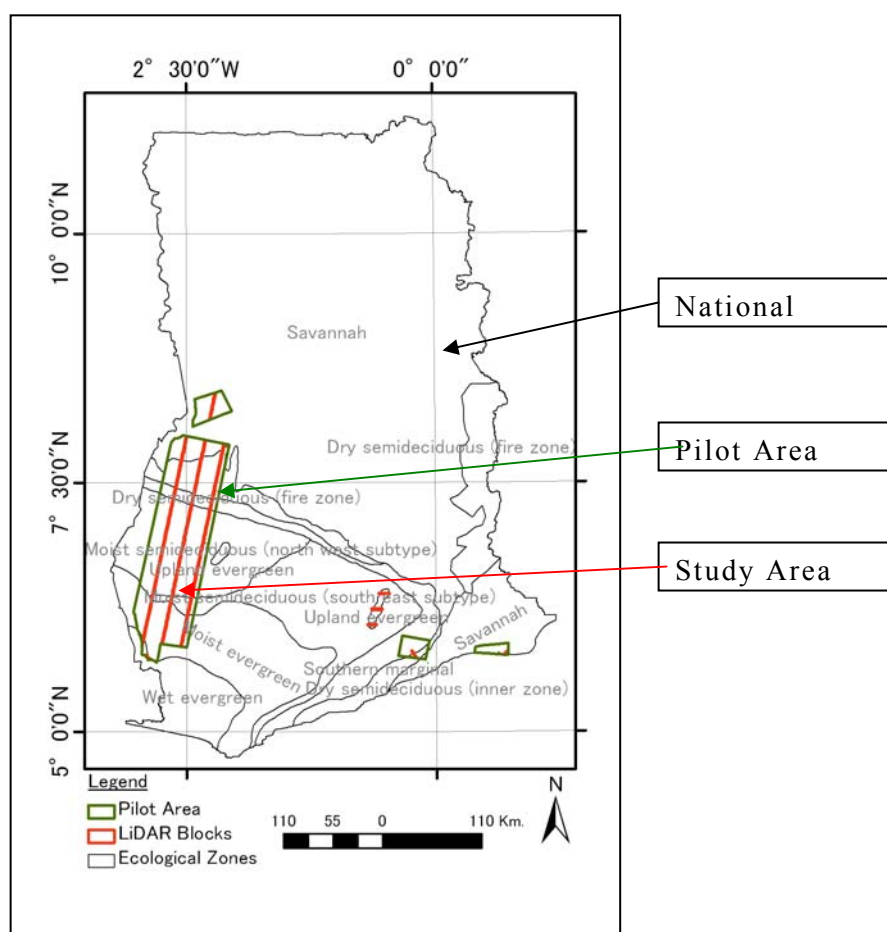 2° 30'0"W
0° 0'0"
10° 0'0"N
7° 30'0"N
5° 0'0"N
Savannah
Dry semideciduous (fire zone)
Dry semideciduous (fire zone)
Moist semideciduous (north west subtype)
Upland evergreen
Moist semideciduous (south east subtype)
Upland evergreen
Savannah
Moist evergreen
Southern marginal
Dry semideciduous (inner zone)
Wet evergreen
National
Pilot Area
Study Area
Legend
Pilot Area
LiDAR Blocks
Ecological Zones
110 55 0 110 Km.
N